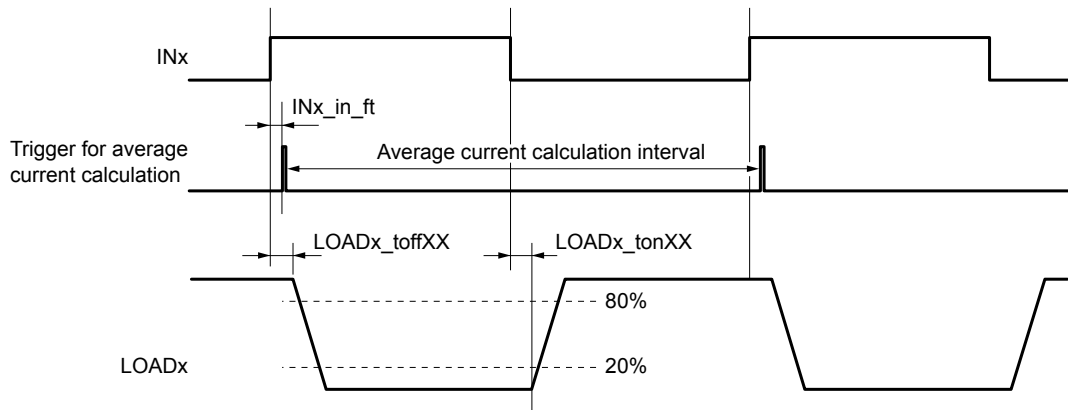 INx
INx_in_ft
Trigger for average
current calculation
Average current calculation interval
LOADx_toffXX
LOADx_tonXX
80%
LOADx
20%